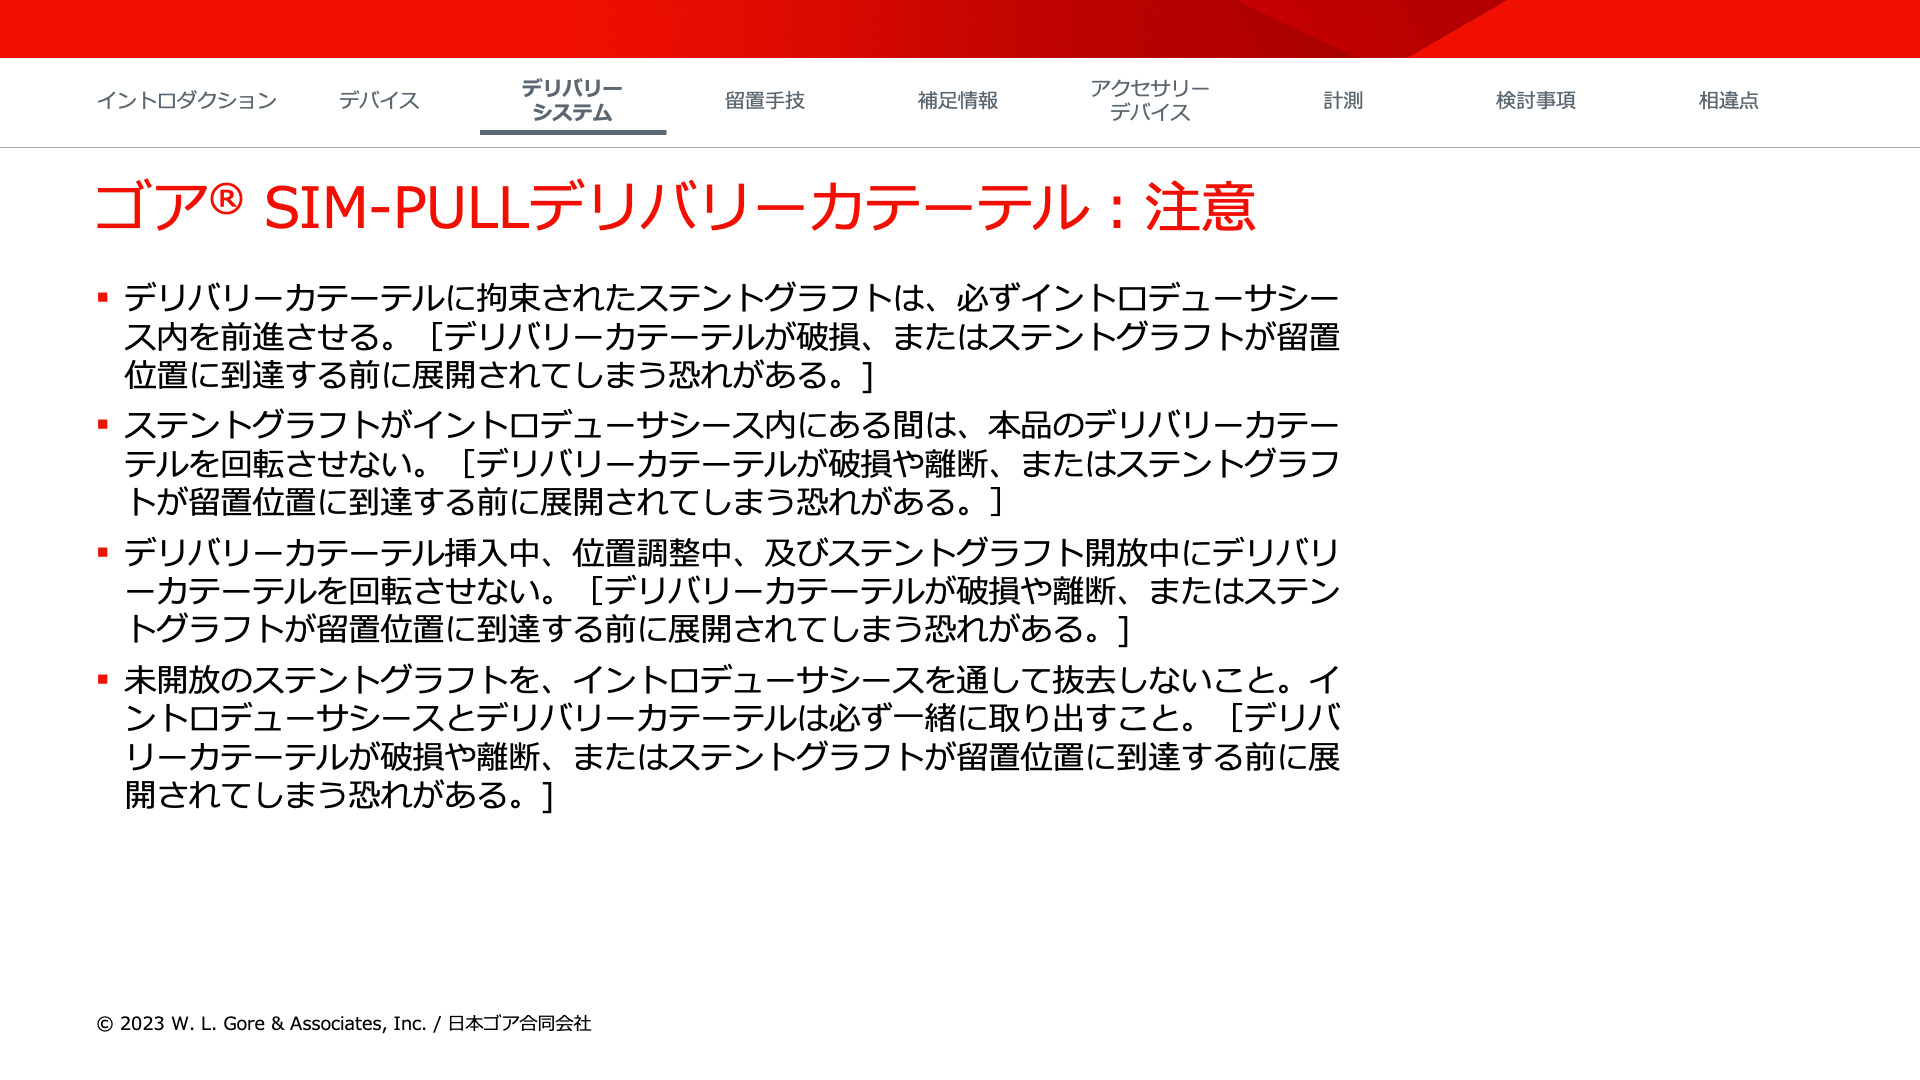 イントロダクション
デバイス
デリバリー
システム
留置手技
補足情報
アクセサリー
デバイス
計測
検討事項
相違点
ゴア® SIM-PULLデリバリーカテーテル：注意
▪ デリバリーカテーテルに拘束されたステントグラフトは、必ずイントロデューサシー
ス内を前進させる。［デリバリーカテーテルが破損、またはステントグラフトが留置
位置に到達する前に展開されてしまう恐れがある。］
▪ ステントグラフトがイントロデューサシース内にある間は、本品のデリバリーカテー
テルを回転させない。［デリバリーカテーテルが破損や離断、またはステントグラフ
トが留置位置に到達する前に展開されてしまう恐れがある。］
▪ デリバリーカテーテル挿入中、位置調整中、及びステントグラフト開放中にデリバリ
ーカテーテルを回転させない。［デリバリーカテーテルが破損や離断、またはステン
トグラフトが留置位置に到達する前に展開されてしまう恐れがある。］
▪ 未開放のステントグラフトを、イントロデューサシースを通して抜去しないこと。イ
ントロデューサシースとデリバリーカテーテルは必ず一緒に取り出すこと。［デリバ
リーカテーテルが破損や離断、またはステントグラフトが留置位置に到達する前に展
開されてしまう恐れがある。］
© 2023 W. L. Gore & Associates, Inc. / 日本ゴア合同会社